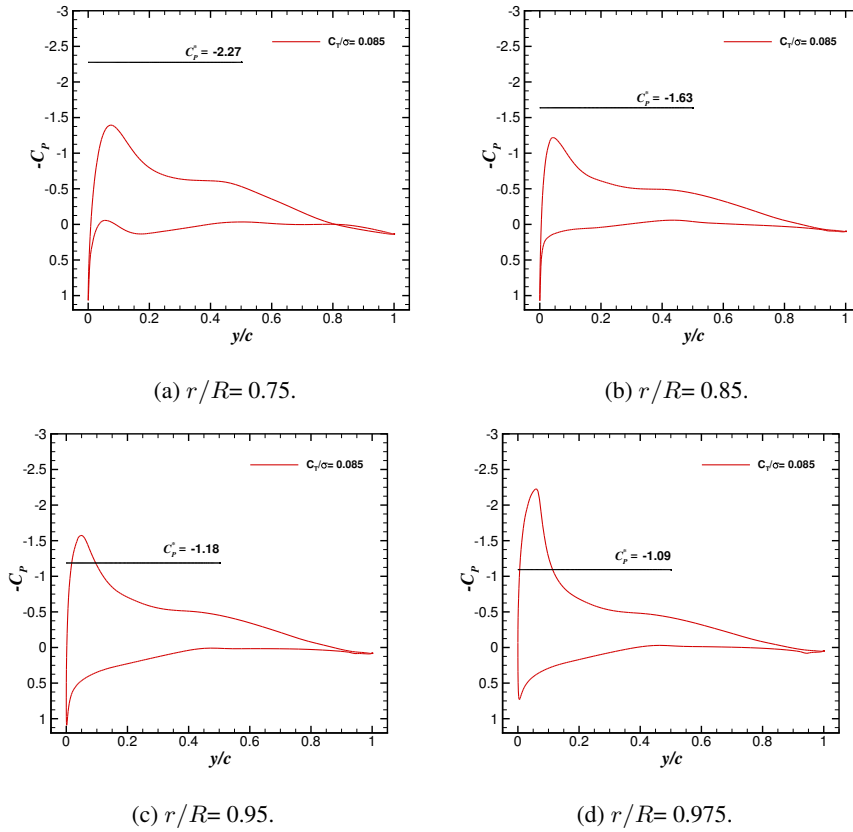 -3
-2.5
-2
-1.5
-1
-0.5
0
0.5
1
-C_P
0 0.2 0.4 0.6 0.8 1
y/c
C_P^* = -2.27
C_T/σ= 0.085
(a) r/R= 0.75.
-3
-2.5
-2
-1.5
-1
-0.5
0
0.5
1
-C_P
0 0.2 0.4 0.6 0.8 1
y/c
C_P^* = -1.63
C_T/σ= 0.085
(b) r/R= 0.85.
-3
-2.5
-2
-1.5
-1
-0.5
0
0.5
1
-C_P
0 0.2 0.4 0.6 0.8 1
y/c
C_P^* = -1.18
C_T/σ= 0.085
(c) r/R= 0.95.
-3
-2.5
-2
-1.5
-1
-0.5
0
0.5
1
-C_P
0 0.2 0.4 0.6 0.8 1
y/c
C_P^* = -1.09
C_T/σ= 0.085
(d) r/R= 0.975.